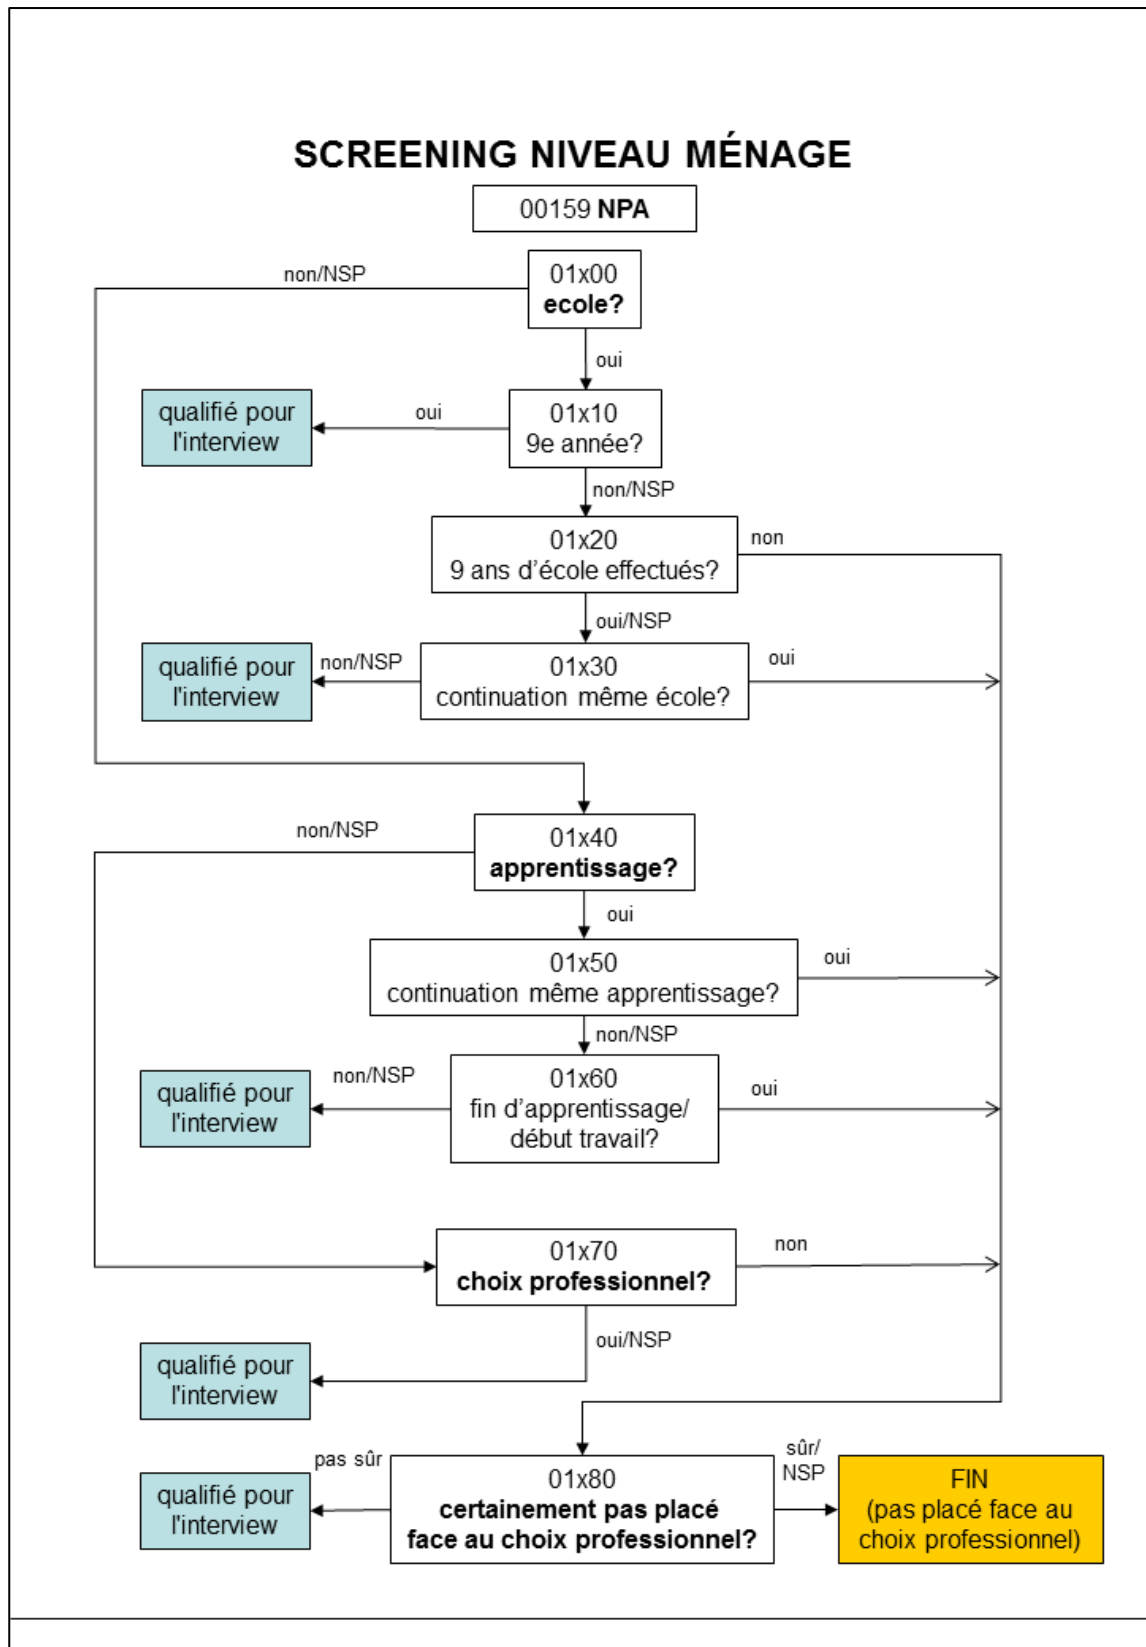 SCREENING NIVEAU MÉNAGE
00159 NPA
non/NSP
01x00
ecole?
oui
qualifié pour
l'interview
oui
01x10
9e année?
non/NSP
01x20
9 ans d'école effectués?
non
oui/NSP
qualifié pour
l'interview
non/NSP
01x30
continuation même école?
oui
non/NSP
01x40
apprentissage?
oui
01x50
continuation même apprentissage?
oui
non/NSP
qualifié pour
l'interview
non/NSP
01x60
fin d'apprentissage/
début travail?
oui
01x70
choix professionnel?
non
oui/NSP
qualifié pour
l'interview
qualifié pour
l'interview
pas sûr
01x80
certainement pas placé
face au choix professionnel?
sûr/
NSP
FIN
(pas placé face au
choix professionnel)